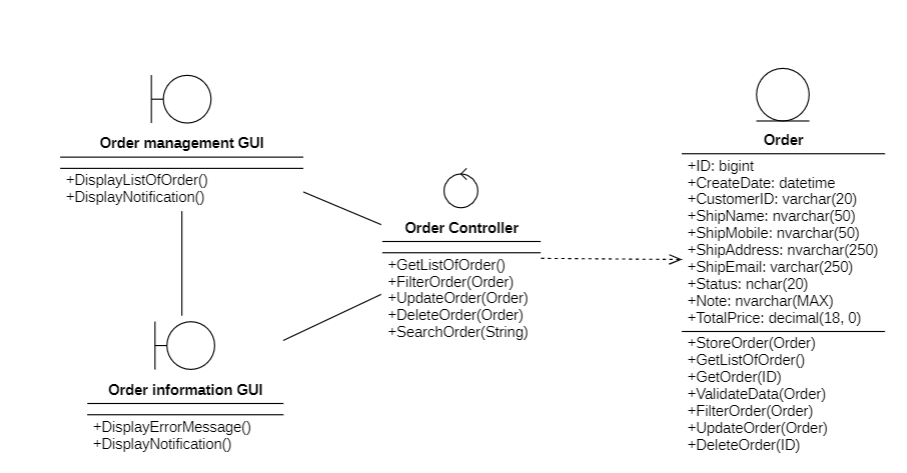 Order management GUI
+DisplayListOfOrder()
+DisplayNotification()
Order Controller
+GetListOfOrder()
+FilterOrder(Order)
+UpdateOrder(Order)
+DeleteOrder(Order)
+SearchOrder(String)
Order information GUI
+DisplayErrorMessage()
+DisplayNotification()
Order
+ID: bigint
+CreateDate: datetime
+CustomerID: varchar(20)
+ShipName: nvarchar(50)
+ShipMobile: nvarchar(50)
+ShipAddress: nvarchar(250)
+ShipEmail: varchar(250)
+Status: nchar(20)
+Note: nvarchar(MAX)
+TotalPrice: decimal(18, 0)
+StoreOrder(Order)
+GetListOfOrder()
+GetOrder(ID)
+ValidateData(Order)
+FilterOrder(Order)
+UpdateOrder(Order)
+DeleteOrder(ID)